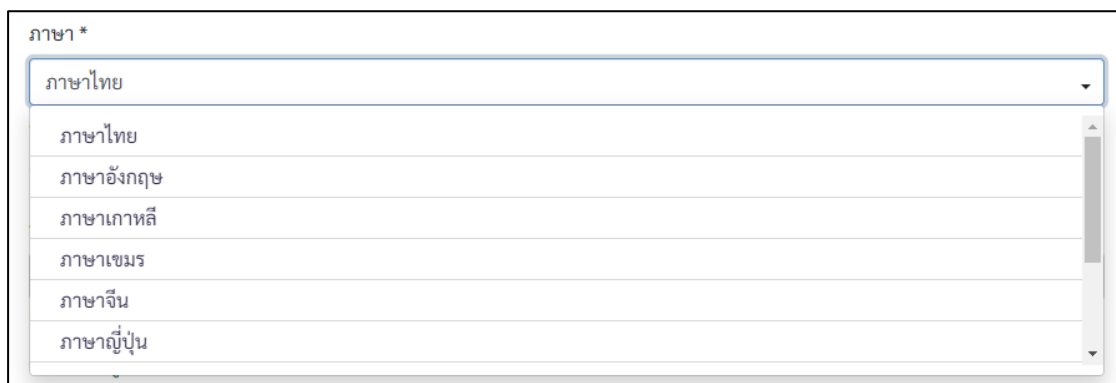 ภาษา *
ภาษาไทย
ภาษาไทย
ภาษาอังกฤษ
ภาษาเกาหลี
ภาษาเขมร
ภาษาจีน
ภาษาญี่ปุ่น